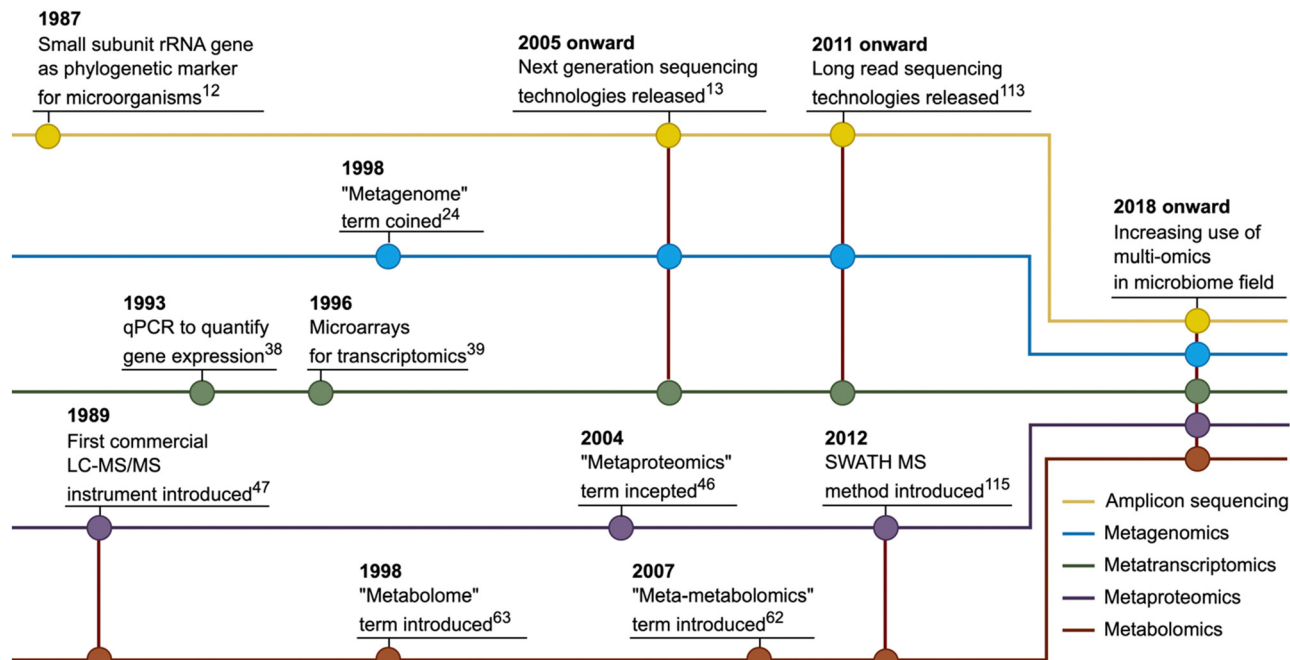 1987
Small subunit rRNA gene
as phylogenetic marker
for microorganisms12
2005 onward
Next generation sequencing
technologies released13
2011 onward
Long read sequencing
technologies released113
1998
"Metagenome"
term coined24
2018 onward
Increasing use of
multi-omics
in microbiome field
1993
qPCR to quantify
gene expression38
1996
Microarrays
for transcriptomics39
1989
First commercial
LC-MS/MS
instrument introduced47
2004
"Metaproteomics"
term incepted46
2012
SWATH MS
method introduced115
1998
"Metabolome"
term introduced63
2007
"Meta-metabolomics"
term introduced62
Amplicon sequencing
Metagenomics
Metatranscriptomics
Metaproteomics
Metabolomics